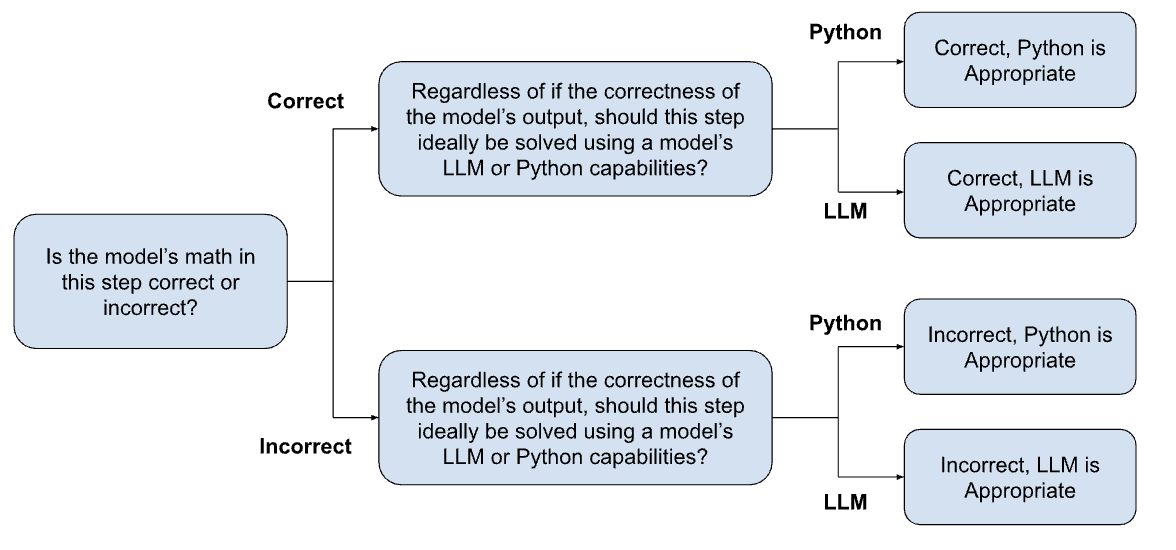 Is the model's math in
this step correct or
incorrect?
Correct
Regardless of if the correctness of
the model's output, should this step
ideally be solved using a model's
LLM or Python capabilities?
Python
Correct, Python is
Appropriate
LLM
Correct, LLM is
Appropriate
Incorrect
Regardless of if the correctness of
the model's output, should this step
ideally be solved using a model's
LLM or Python capabilities?
Python
Incorrect, Python is
Appropriate
LLM
Incorrect, LLM is
Appropriate